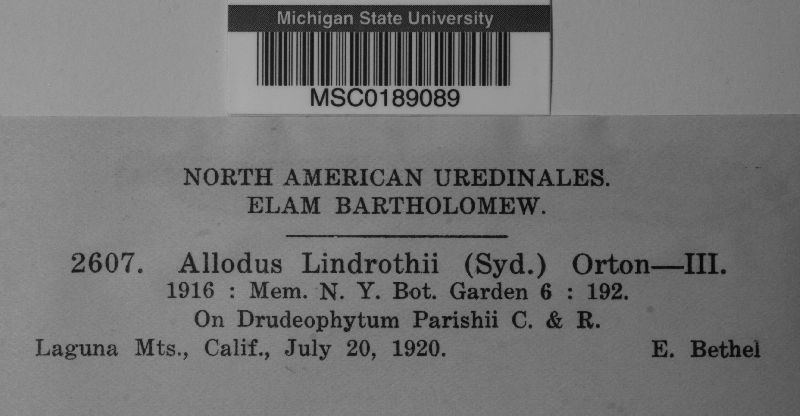 Michigan State University
MSC0189089
NORTH AMERICAN UREDINALES.
ELAM BARTHOLOMEW.
2607. Allodus Lindrothii (Syd.) Orton—III.
1916 : Mem. N. Y. Bot. Garden 6 : 192.
On Drudeophytum Parishii C. & R.
Laguna Mts., Calif., July 20, 1920. E. Bethel